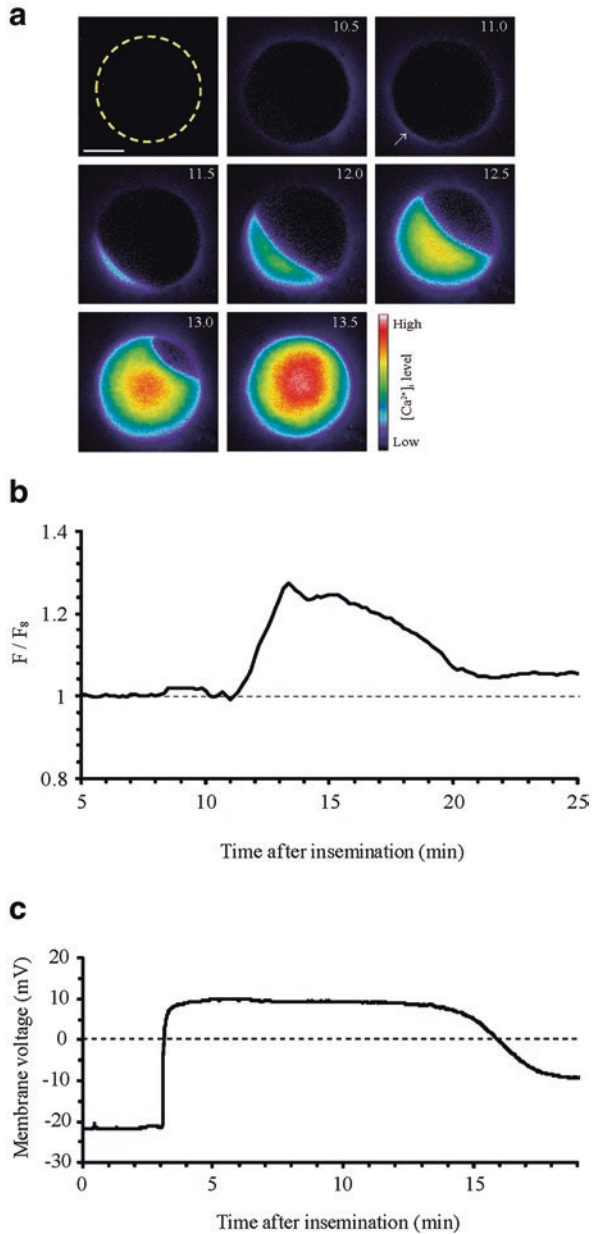 a
10.5
11.0
11.5
12.0
12.5
13.0
13.5
High
[Ca²⁺]i level
Low
b
1.4
1.2
1
0.8
F / F8
5
10
15
20
25
Time after insemination (min)
c
20
10
0
-10
-20
-30
Membrane voltage (mV)
0
5
10
15
Time after insemination (min)